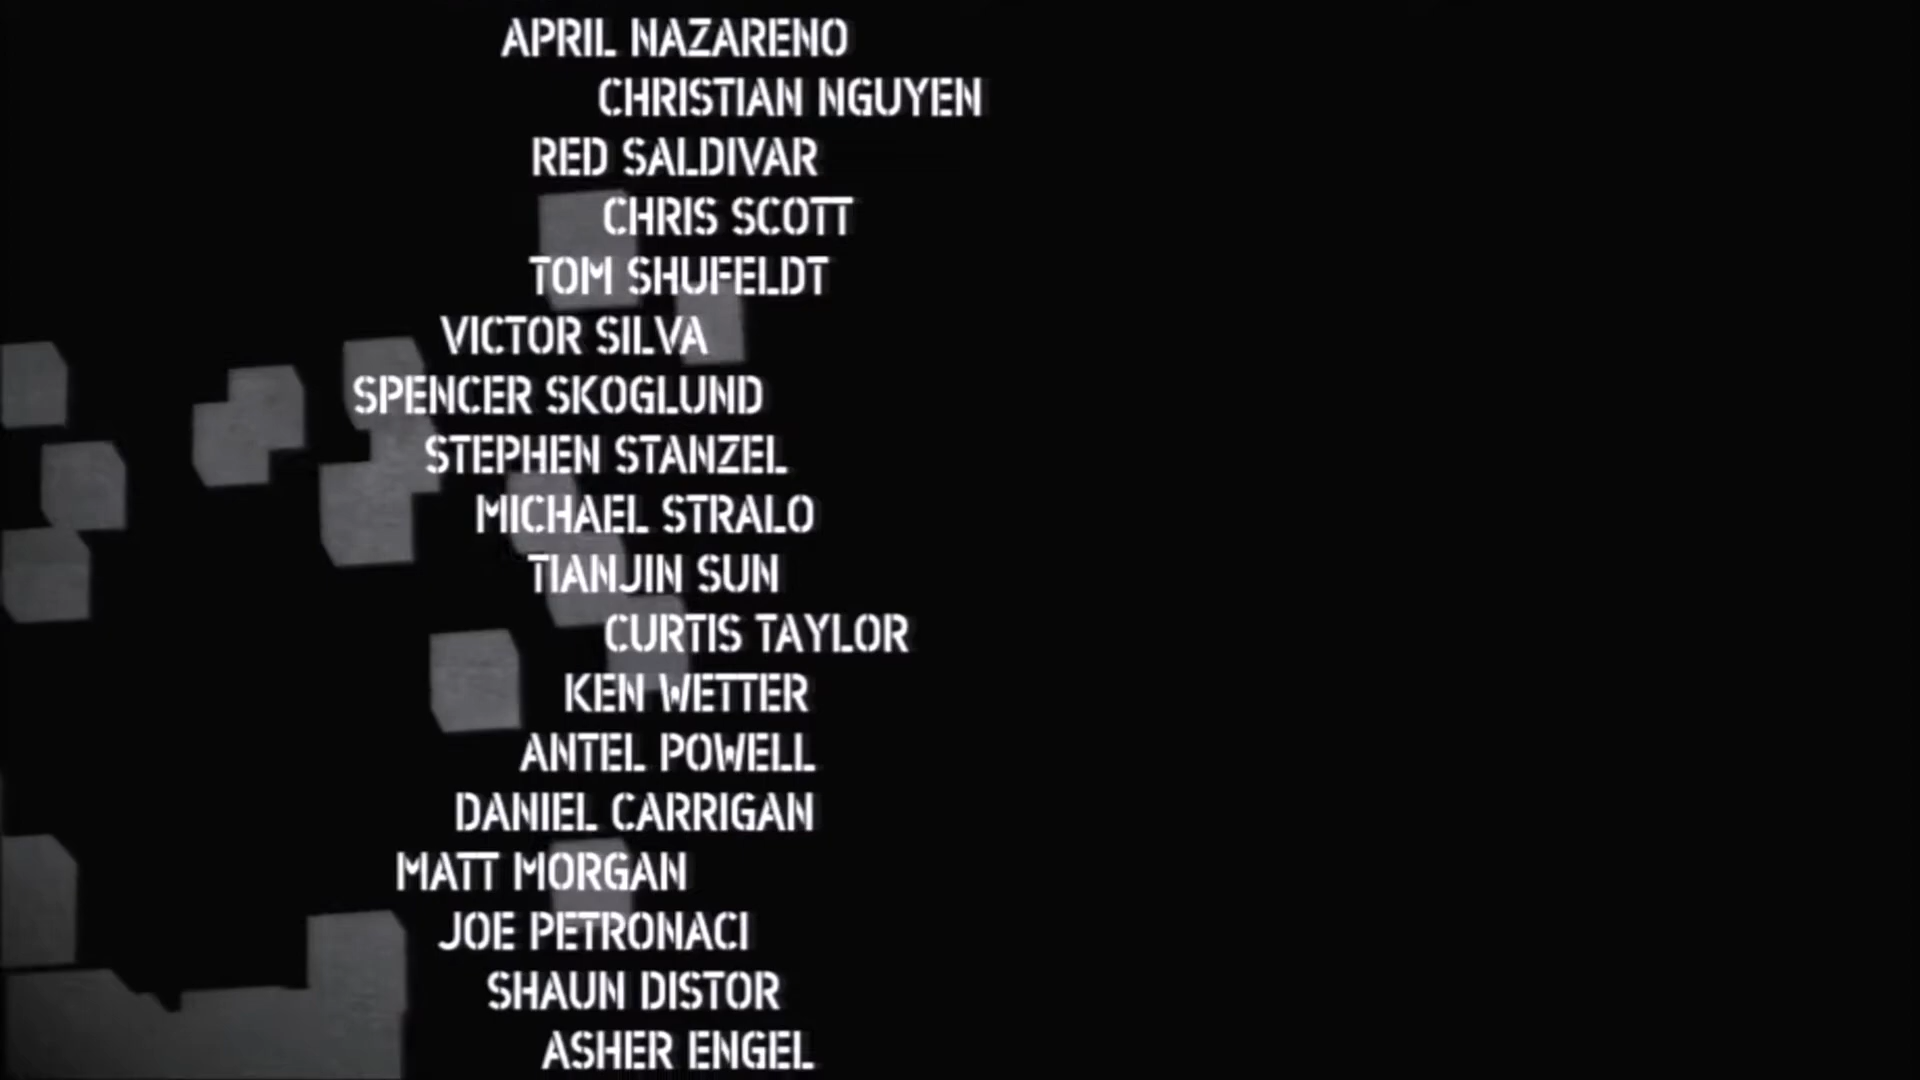 APRIL NAZARENO
CHRISTIAN NGUYEN
RED SALDIVAR
CHRIS SCOTT
TOM SHUFELDT
VICTOR SILVA
SPENCER SKOGLUND
STEPHEN STANZEL
MICHAEL STRALO
TIANJIN SUN
CURTIS TAYLOR
KEN WETTER
ANTEL POWELL
DANIEL CARRIGAN
MATT MORGAN
JOE PETRONACI
SHAUN DISTOR
ASHER ENGEL